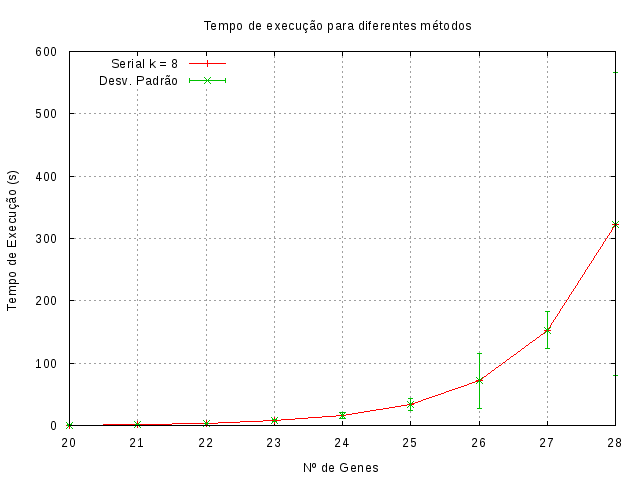 Tempo de execução para diferentes métodos
600
500
400
300
200
100
0
Tempo de Execução (s)
Serial k = 8
Desv. Padrão
20 21 22 23 24 25 26 27 28
Nº de Genes